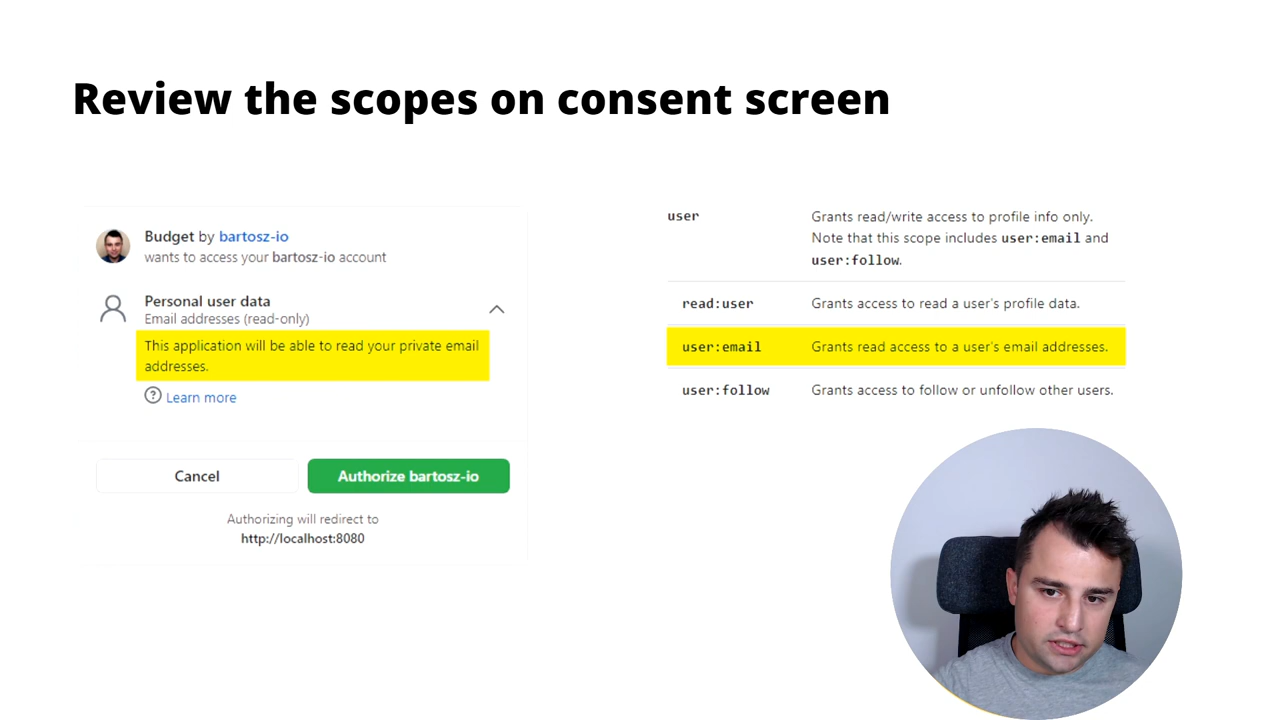 Review the scopes on consent screen
Budget by bartosz-io
wants to access your bartosz-io account
Personal user data
Email addresses (read-only)
This application will be able to read your private email
addresses.
Learn more
Cancel
Authorize bartosz-io
Authorizing will redirect to
http://localhost:8080
user
Grants read/write access to profile info only.
Note that this scope includes user:email and
user:follow.
read:user
Grants access to read a user's profile data.
user:email
Grants read access to a user's email addresses.
user:follow
Grants access to follow or unfollow other users.